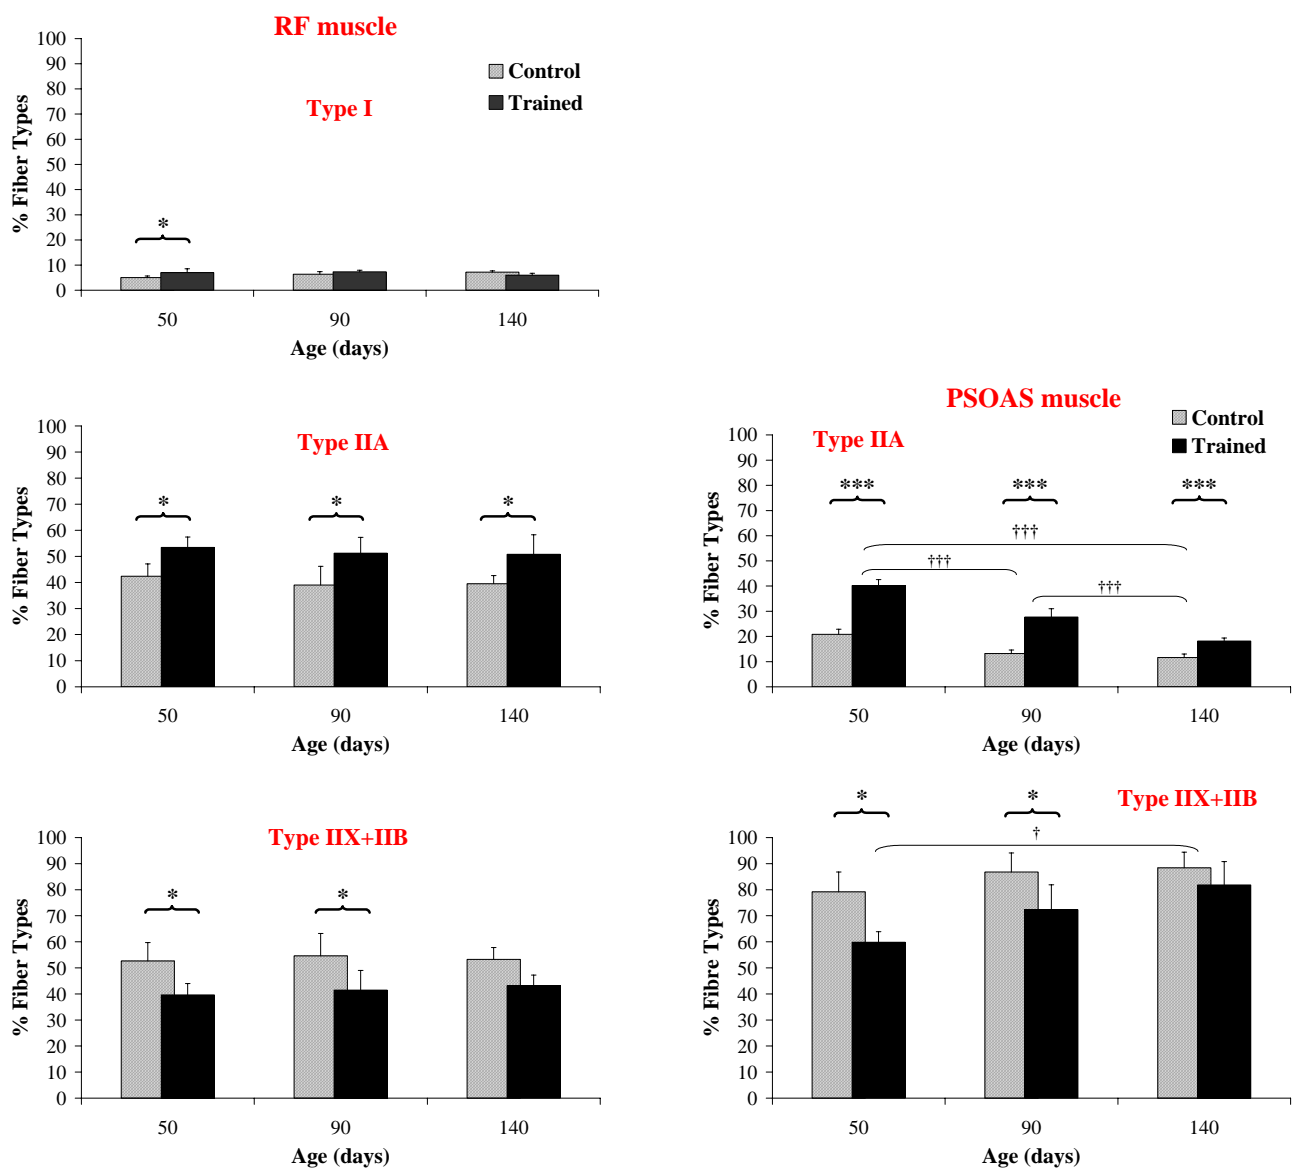 RF muscle
Control
Trained
Type I
% Fiber Types
100
90
80
70
60
50
40
30
20
10
0
*
50 90 140
Age (days)
Type IIA
% Fiber Types
100
90
80
70
60
50
40
30
20
10
0
* * *
50 90 140
Age (days)
Type IIX+IIB
% Fiber Types
100
90
80
70
60
50
40
30
20
10
0
* *
50 90 140
Age (days)
PSOAS muscle
Control
Trained
Type IIA
% Fiber Types
100
90
80
70
60
50
40
30
20
10
0
*** *** ***
†††
†††
†††
50 90 140
Age (days)
Type IIX+IIB
% Fibre Types
100
90
80
70
60
50
40
30
20
10
0
* *
†
50 90 140
Age (days)